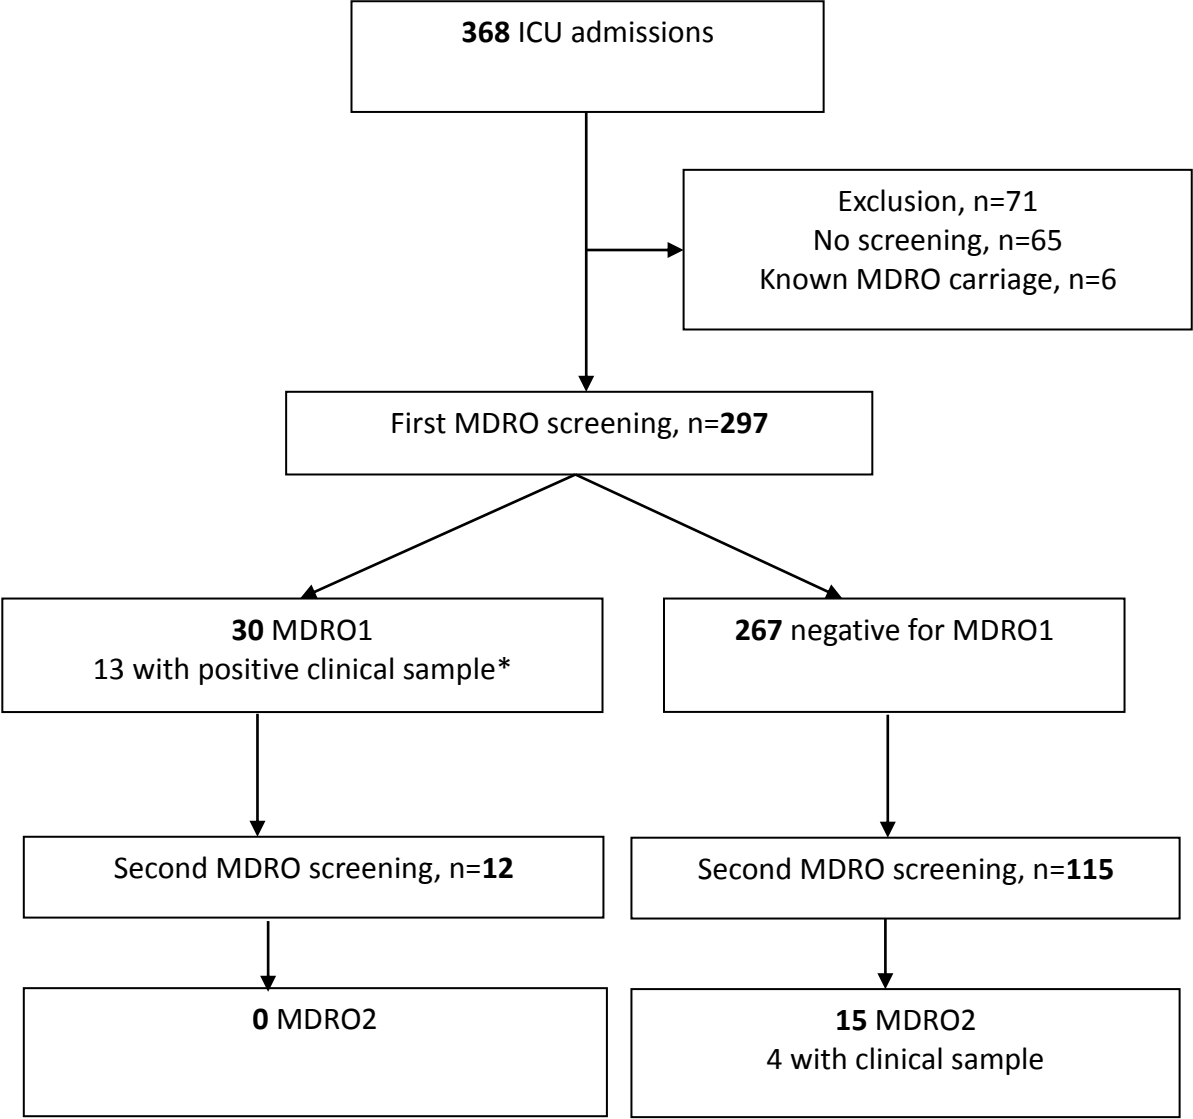 368 ICU admissions
Exclusion, n=71
No screening, n=65
Known MDRO carriage, n=6
First MDRO screening, n=297
30 MDRO1
13 with positive clinical sample*
267 negative for MDRO1
Second MDRO screening, n=12
Second MDRO screening, n=115
0 MDRO2
15 MDRO2
4 with clinical sample